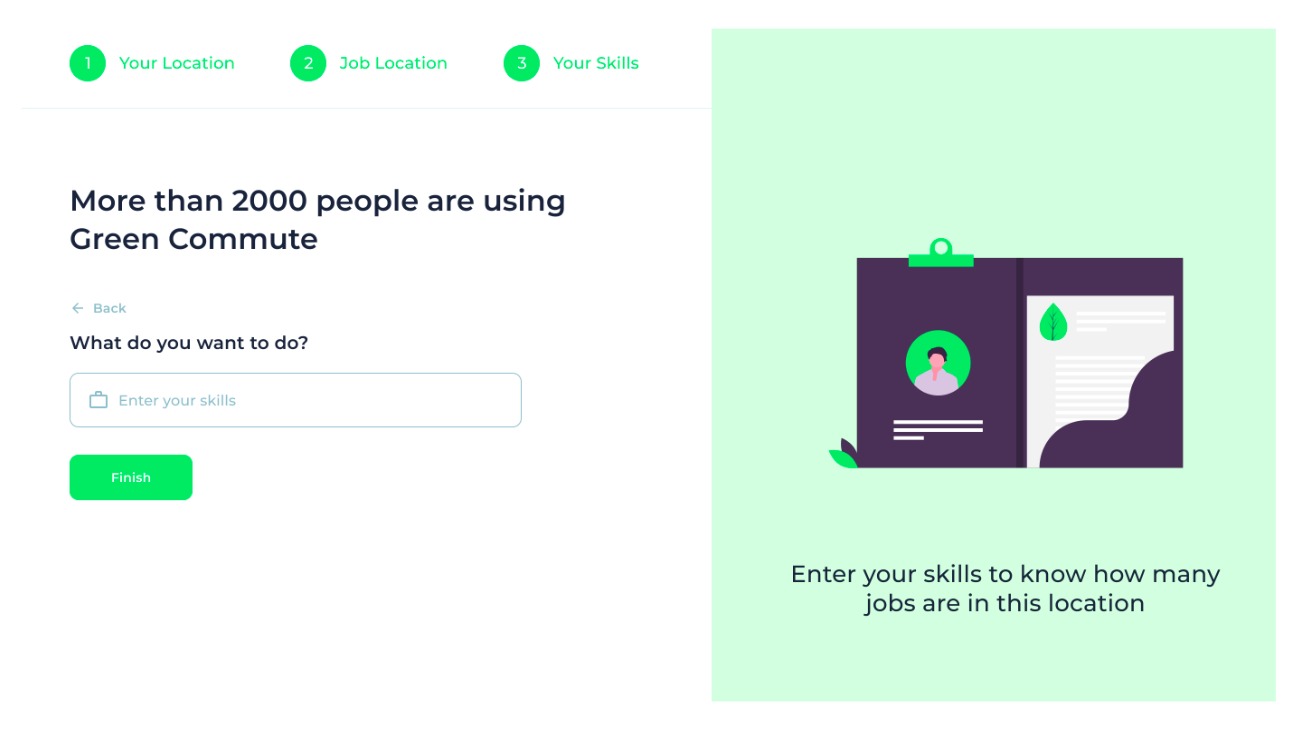 1 Your Location
2 Job Location
3 Your Skills
More than 2000 people are using
Green Commute
Back
What do you want to do?
Enter your skills
Finish
Enter your skills to know how many
jobs are in this location